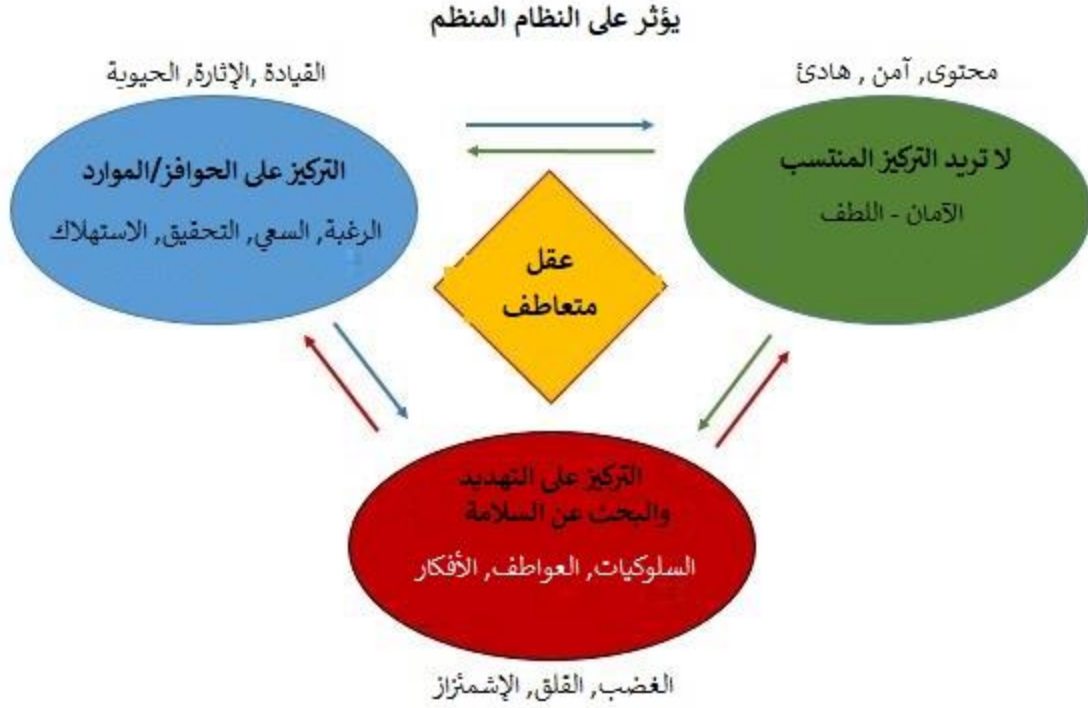 يؤثر على النظام المنظم
محتوى, آمن , هادئ
القيادة ,الإثارة, الحيوية
لا تريد التركيز المنتسب
الآمان - اللطف
التركيز على الحوافز/الموارد
الرغبة, السعي, التحقيق, الاستهلاك
عقل
متعاطف
التركيز على التهديد
والبحث عن السلامة
السلوكيات, العواطف, الأفكار
الغضب, القلق, الإشمئزاز